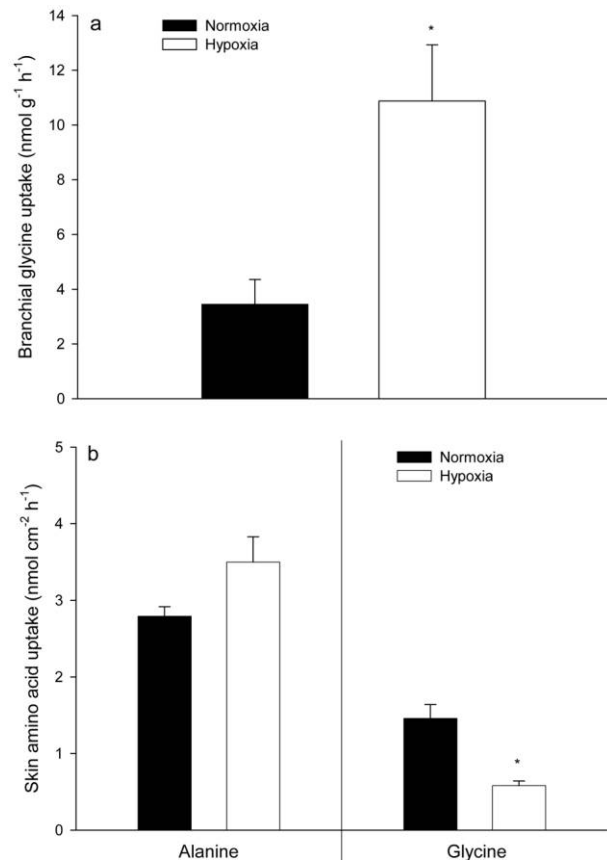 a
Normoxia
Hypoxia
Branchial glycine uptake (nmol g⁻¹ h⁻¹)
14
12
10
8
6
4
2
0
*
b
Normoxia
Hypoxia
Skin amino acid uptake (nmol cm⁻² h⁻¹)
5
4
3
2
1
0
*
Alanine
Glycine